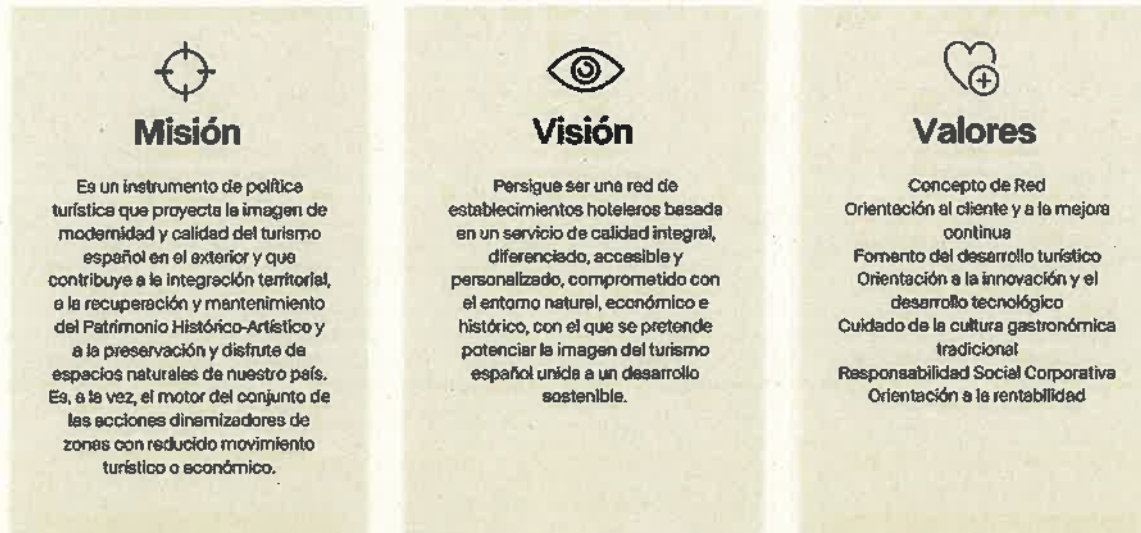 Misión
Es un instrumento de política
turística que proyecta la imagen de
modernidad y calidad del turismo
español en el exterior y que
contribuye a la integración territorial,
a la recuperación y mantenimiento
del Patrimonio Histórico-Artístico y
a la preservación y disfrute de
espacios naturales de nuestro país.
Es, a la vez, el motor del conjunto de
las acciones dinamizadores de
zonas con reducido movimiento
turístico o económico.
Visión
Persigue ser una red de
establecimientos hoteleros basada
en un servicio de calidad integral,
diferenciado, accesible y
personalizado, comprometido con
el entorno natural, económico e
histórico, con el que se pretende
potenciar la imagen del turismo
español unida a un desarrollo
sostenible.
Valores
Concepto de Red
Orientación al cliente y a la mejora
continua
Fomento del desarrollo turístico
Orientación a la innovación y el
desarrollo tecnológico
Cuidado de la cultura gastronómica
tradicional
Responsabilidad Social Corporativa
Orientación a la rentabilidad